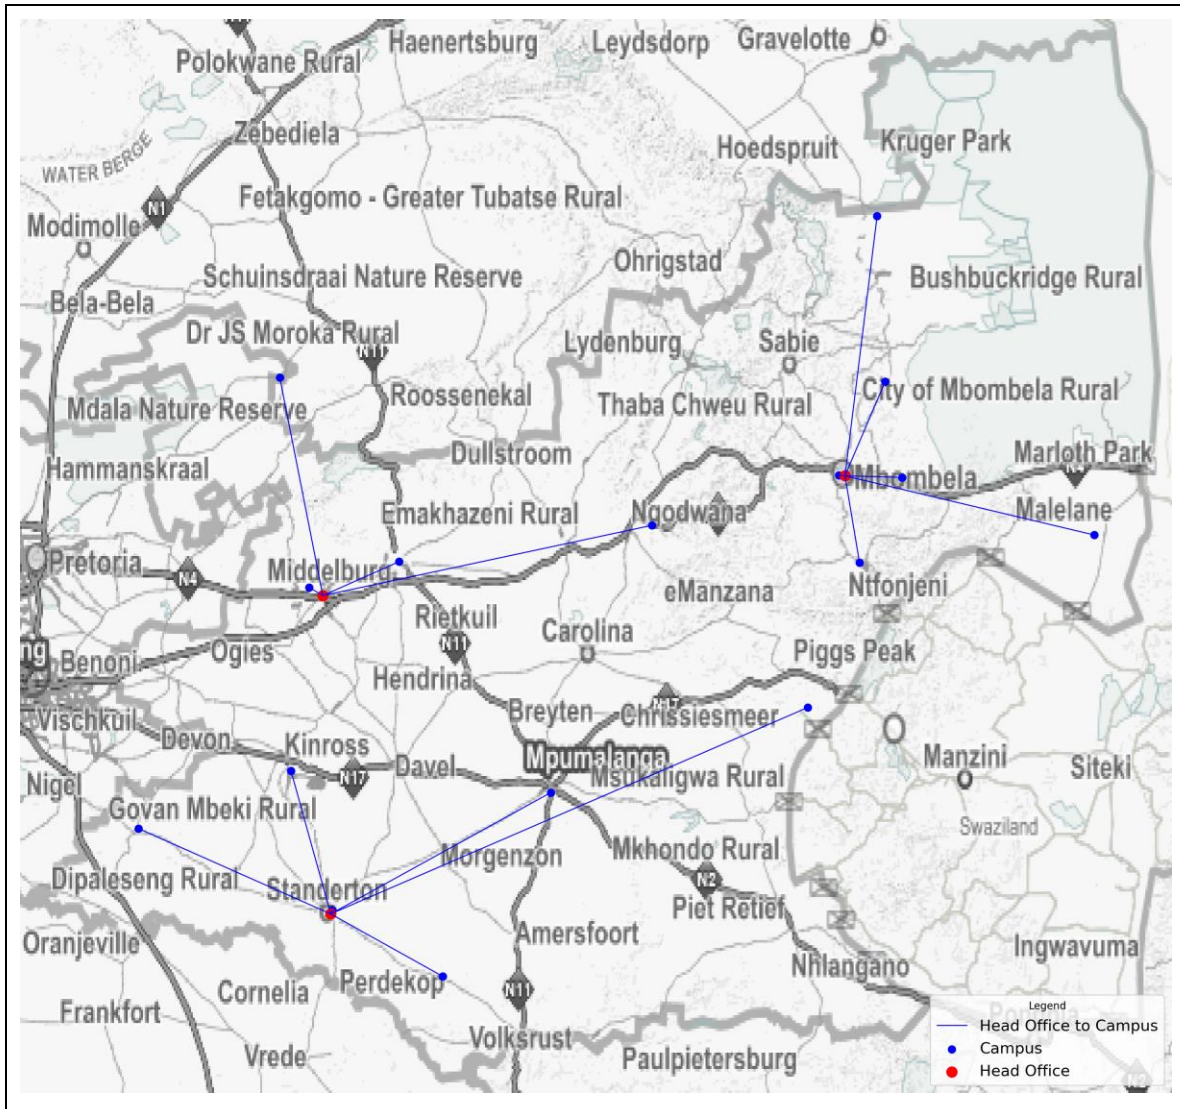 Haenertsburg
Leydsdorp
Gravelotte
Polokwane Rural
Zebediela
Hoedspruit
Kruger Park
WATER BERGE
N1
Fetakgomo - Greater Tubatse Rural
Modimolle
Ohrigstad
Schuinsdraai Nature Reserve
Bushbuckridge Rural
Bela-Bela
Dr JS Moroka Rural
Lydenburg
Sabie
N11
Roossenekal
City of Mbombela Rural
Mdala Nature Reserve
Thaba Chweu Rural
Dullstroom
Marloth Park
Hammanskraal
Mbombela
Emakhazeni Rural
Ngodwana
Malelane
Pretoria
N4
Middelburg
Ntfonjeni
eManzana
Rietkuil
Carolina
N11
Ogies
Benoni
ng
Piggs Peak
Hendrina
Vischkuil
Breyten
N17
Chrissiesmeer
Devon
Kinross
Mpumalanga
Davel
N17
Msukaligwa Rural
Manzini
Siteki
Nigel
Govan Mbeki Rural
Swaziland
Morgenzon
Mkhondo Rural
Dipaleseng Rural
Standerton
N2
Piet Retief
Oranjeville
Amersfoort
Ingwavuma
Nhlangano
Perdekop
Cornelia
N11
Frankfort
Volksrust
Vrede
Paulpietersburg
Legend
Head Office to Campus
Campus
Head Office